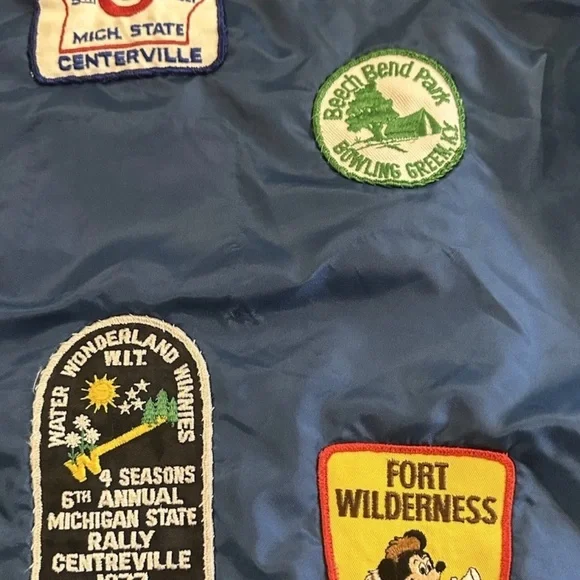 MICH. STATE
CENTERVILLE
Beech Bend Park
BOWLING GREEN, KY.
WATER WONDERLAND WINNIES
W.I.T.
W
4 SEASONS
6TH ANNUAL
MICHIGAN STATE
RALLY
CENTREVILLE
1977
FORT
WILDERNESS